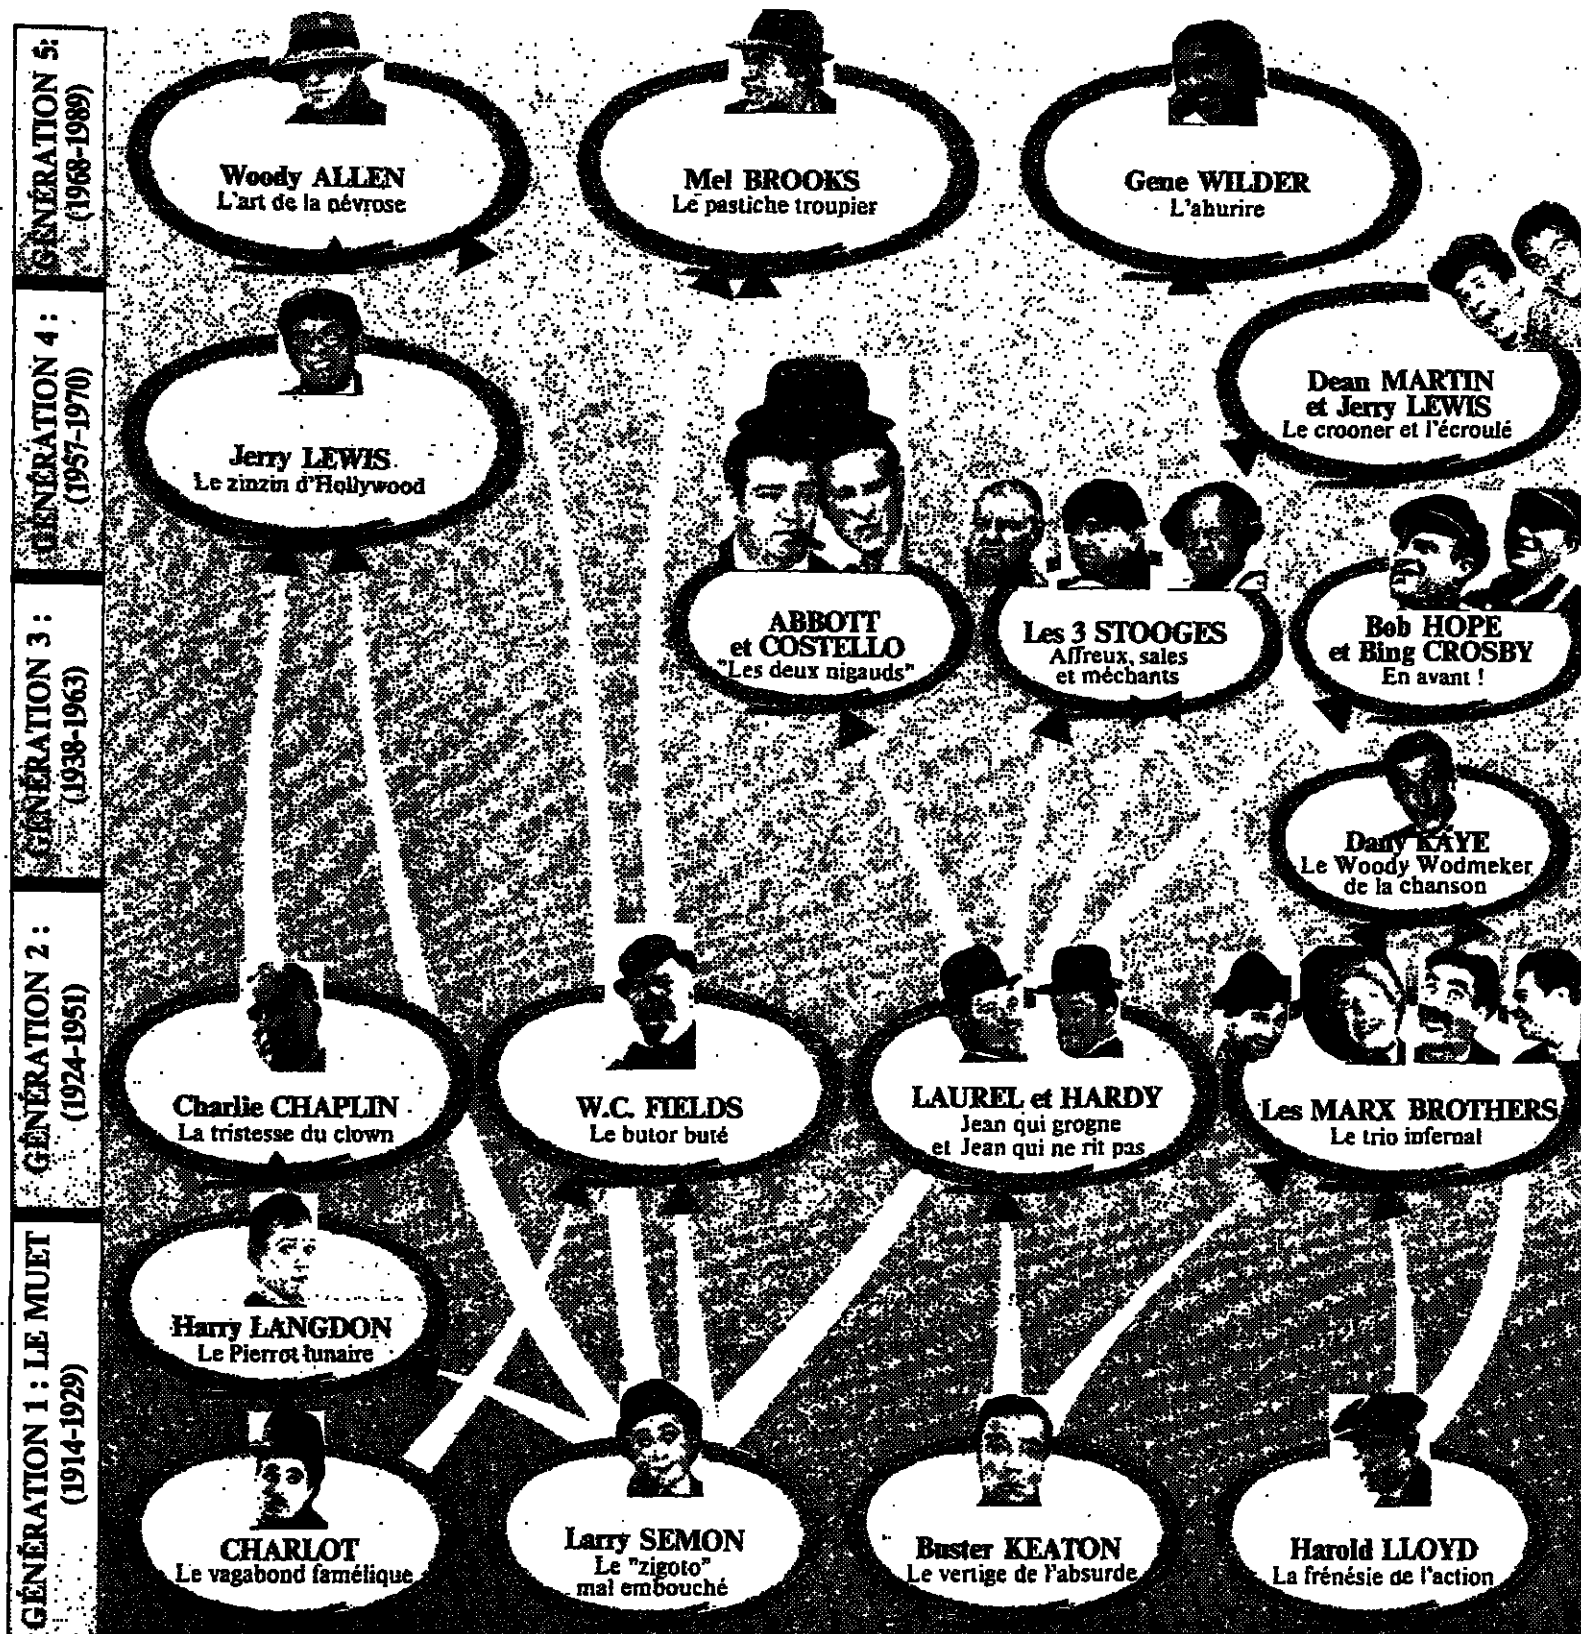 GÉNÉRATION 5:
(1968-1989)
Woody ALLEN
L'art de la névrose
Mel BROOKS
Le pastiche troupier
Gene WILDER
L'ahurire
GÉNÉRATION 4 :
(1957-1970)
Jerry LEWIS
Le zinzin d'Hollywood
Dean MARTIN
et Jerry LEWIS
Le crooner et l'écroulé
GÉNÉRATION 3 :
(1938-1963)
ABBOTT
et COSTELLO
"Les deux nigauds"
Les 3 STOOGES
Affreux, sales
et méchants
Bob HOPE
et Bing CROSBY
En avant !
Dany KAYE
Le Woody Wodmeker
de la chanson
GÉNÉRATION 2 :
(1924-1951)
Charlie CHAPLIN
La tristesse du clown
W.C. FIELDS
Le butor buté
LAUREL et HARDY
Jean qui grogne
et Jean qui ne rit pas
Les MARX BROTHERS
Le trio infernal
GÉNÉRATION 1 : LE MUET
(1914-1929)
Harry LANGDON
Le Pierrot lunaire
CHARLOT
Le vagabond famélique
Larry SEMON
Le "zigoto"
mal embouché
Buster KEATON
Le vertige de l'absurde
Harold LLOYD
La frénésie de l'action